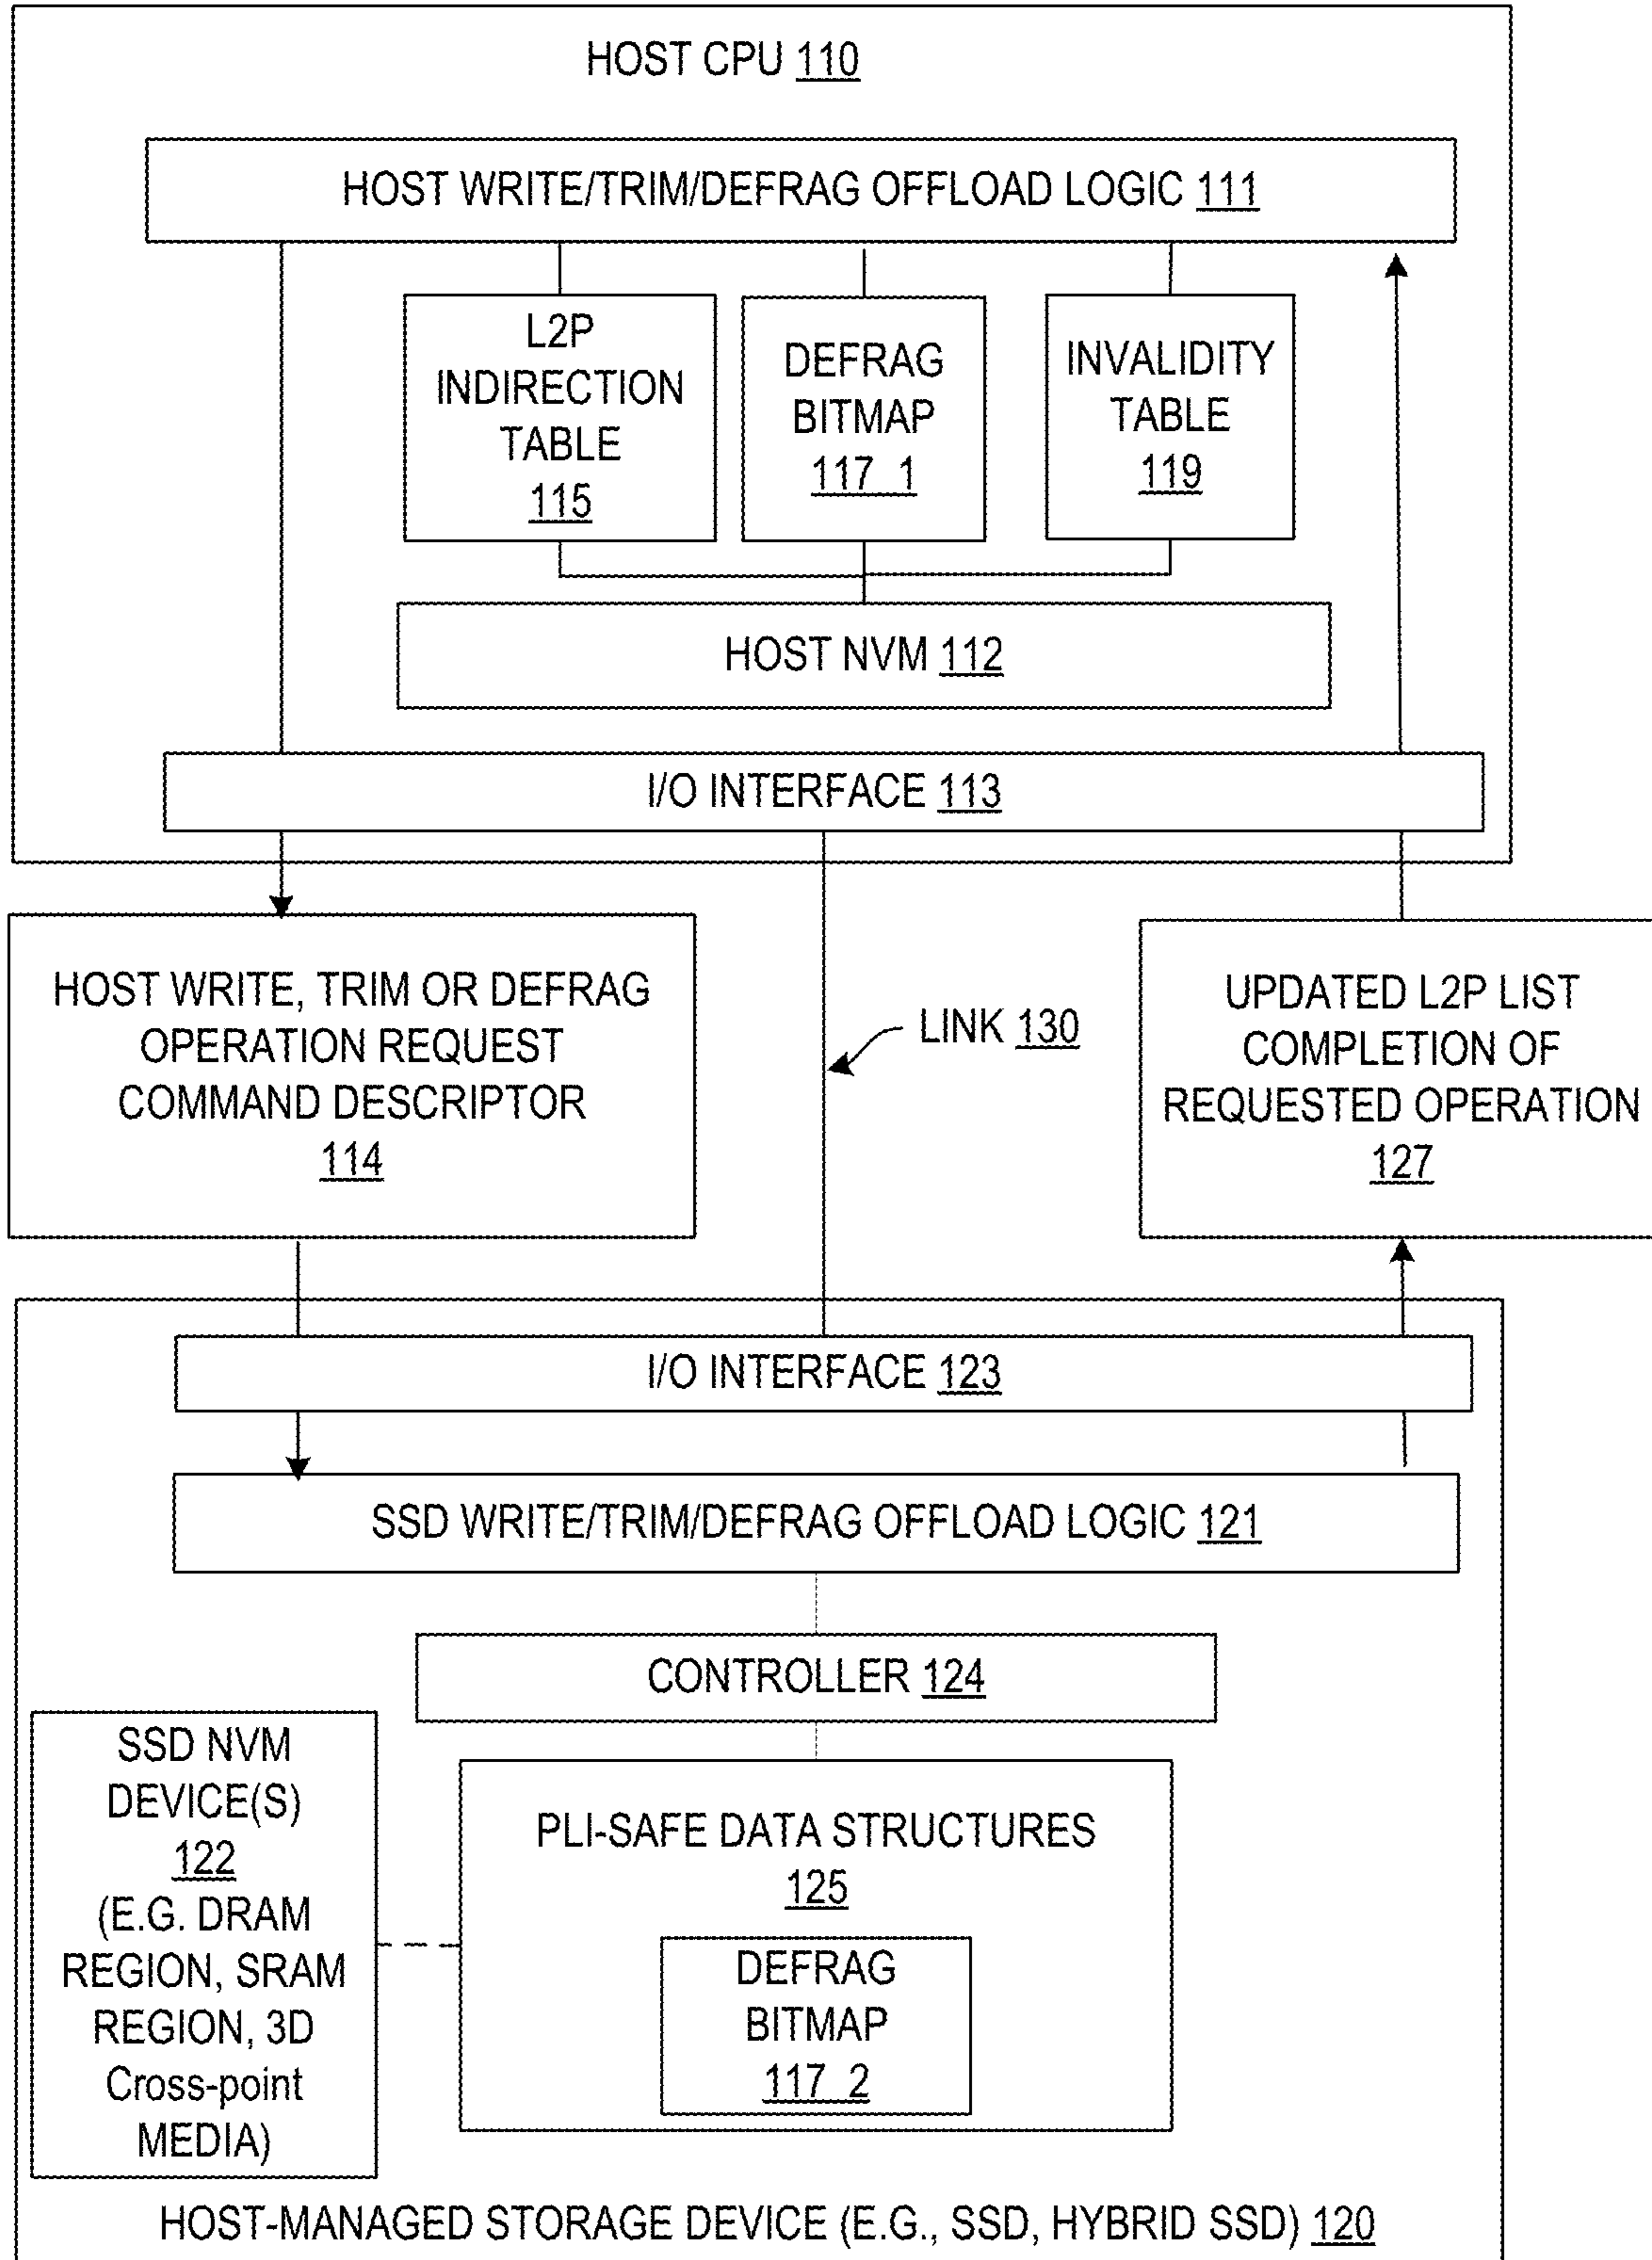 HOST CPU 110
HOST WRITE/TRIM/DEFRAG OFFLOAD LOGIC 111
L2P
INDIRECTION
TABLE
115
DEFRAG
BITMAP
117_1
INVALIDITY
TABLE
119
HOST NVM 112
I/O INTERFACE 113
HOST WRITE, TRIM OR DEFRAG
OPERATION REQUEST
COMMAND DESCRIPTOR
114
LINK 130
UPDATED L2P LIST
COMPLETION OF
REQUESTED OPERATION
127
I/O INTERFACE 123
SSD WRITE/TRIM/DEFRAG OFFLOAD LOGIC 121
CONTROLLER 124
SSD NVM
DEVICE(S)
122
(E.G. DRAM
REGION, SRAM
REGION, 3D
Cross-point
MEDIA)
PLI-SAFE DATA STRUCTURES
125
DEFRAG
BITMAP
117_2
HOST-MANAGED STORAGE DEVICE (E.G., SSD, HYBRID SSD) 120